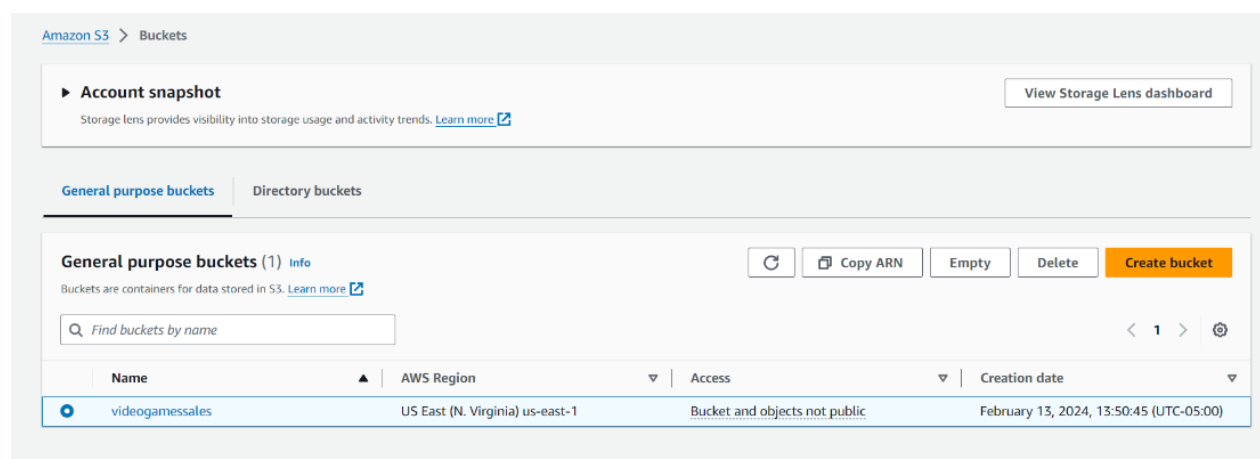 Amazon S3 > Buckets
Account snapshot
View Storage Lens dashboard
Storage lens provides visibility into storage usage and activity trends. Learn more
General purpose buckets
Directory buckets
General purpose buckets (1) Info
Copy ARN
Empty
Delete
Create bucket
Buckets are containers for data stored in S3. Learn more
Find buckets by name
< 1 >
Name AWS Region Access Creation date
videogamessales US East (N. Virginia) us-east-1 Bucket and objects not public February 13, 2024, 13:50:45 (UTC-05:00)